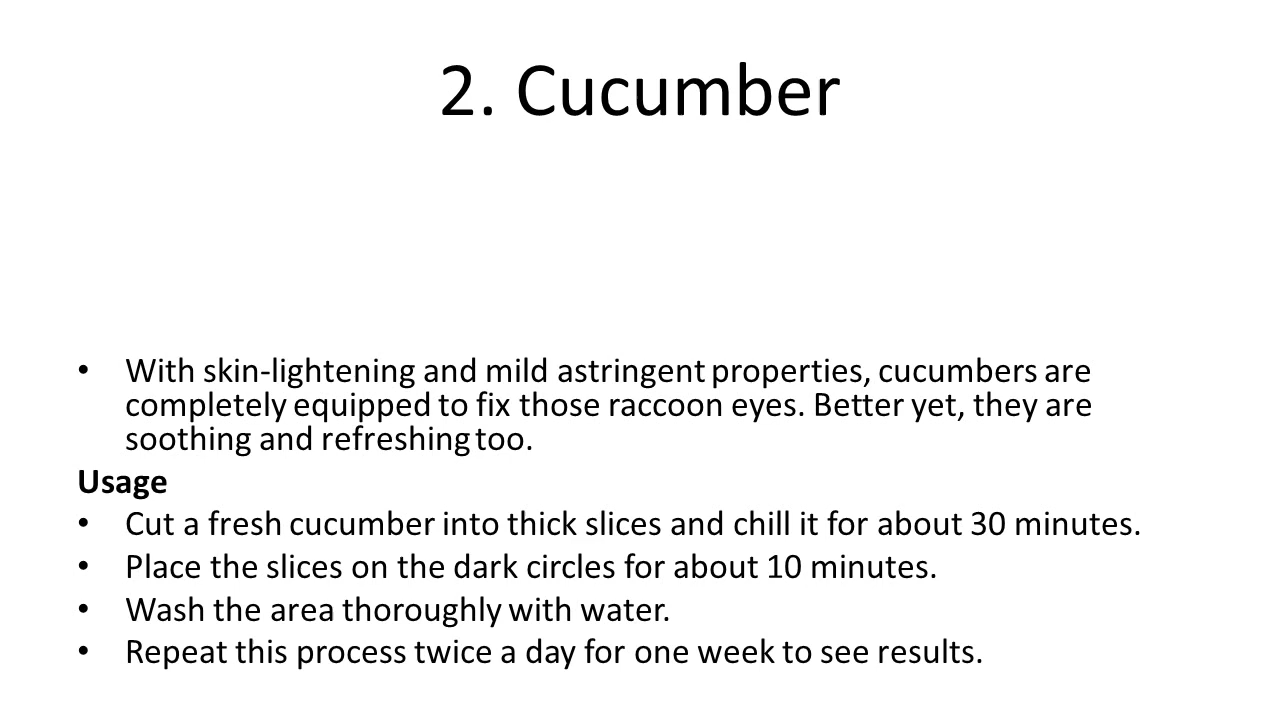 2. Cucumber
• With skin-lightening and mild astringent properties, cucumbers are
completely equipped to fix those raccoon eyes. Better yet, they are
soothing and refreshing too.
Usage
• Cut a fresh cucumber into thick slices and chill it for about 30 minutes.
• Place the slices on the dark circles for about 10 minutes.
• Wash the area thoroughly with water.
• Repeat this process twice a day for one week to see results.